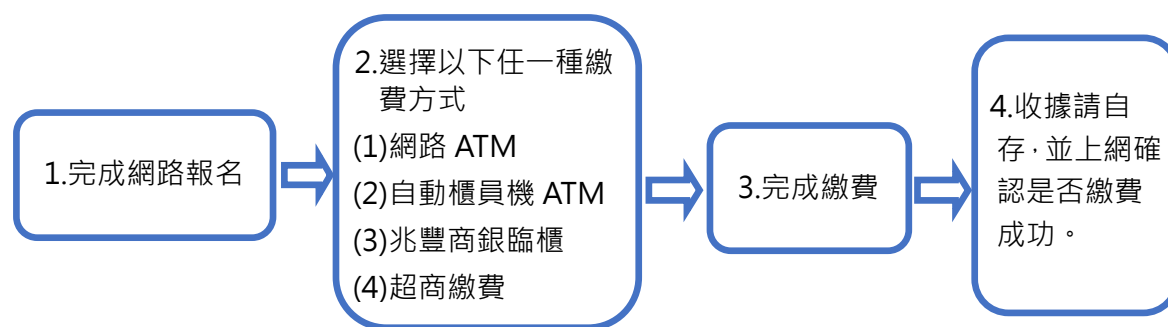 1.完成網路報名
2.選擇以下任一種繳
費方式
(1)網路 ATM
(2)自動櫃員機 ATM
(3)兆豐商銀臨櫃
(4)超商繳費
3.完成繳費
4.收據請自
存，並上網確
認是否繳費
成功。